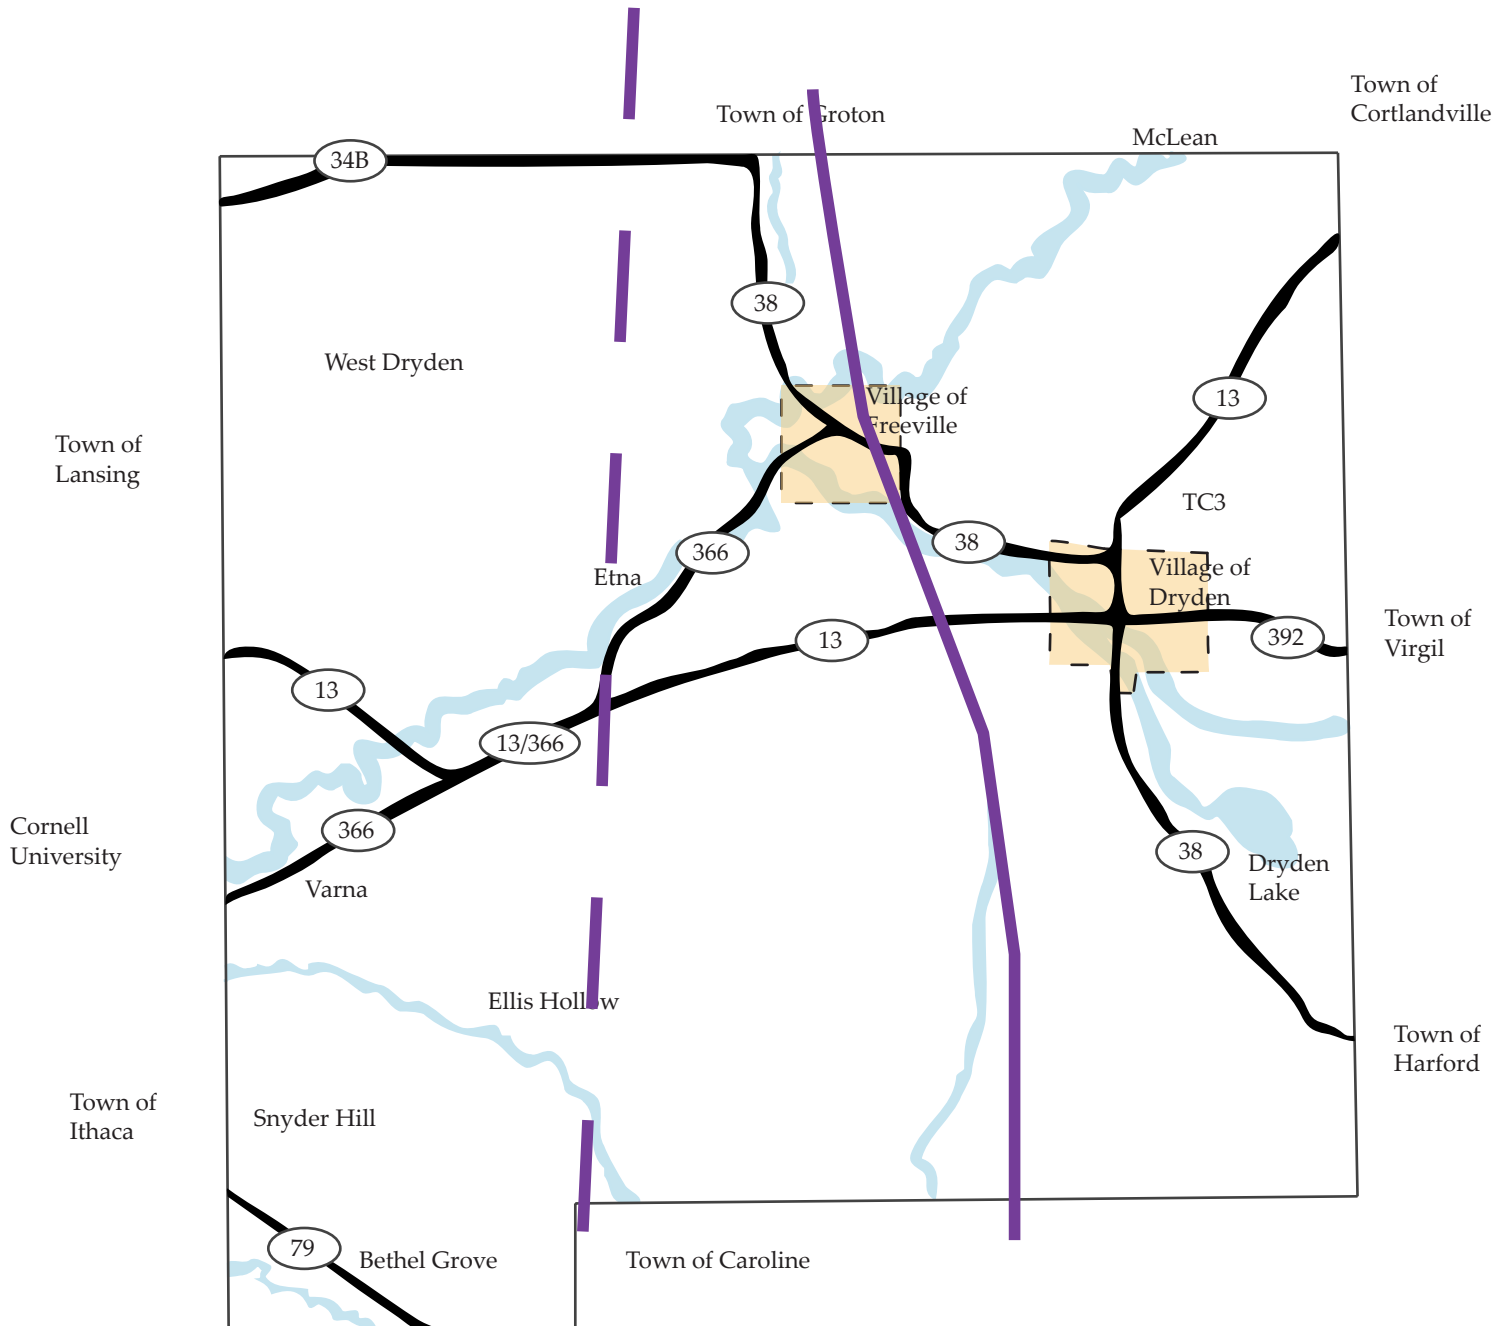 Town of
Cortlandville
Town of Groton
McLean
34B
38
West Dryden
Village of
Freeville
13
Town of
Lansing
TC3
38
366
Etna
Village of
Dryden
Town of
Virgil
13
392
13
13/366
Cornell
University
366
38
Dryden
Lake
Varna
Ellis Hollow
Town of
Harford
Town of
Ithaca
Snyder Hill
79
Bethel Grove
Town of Caroline